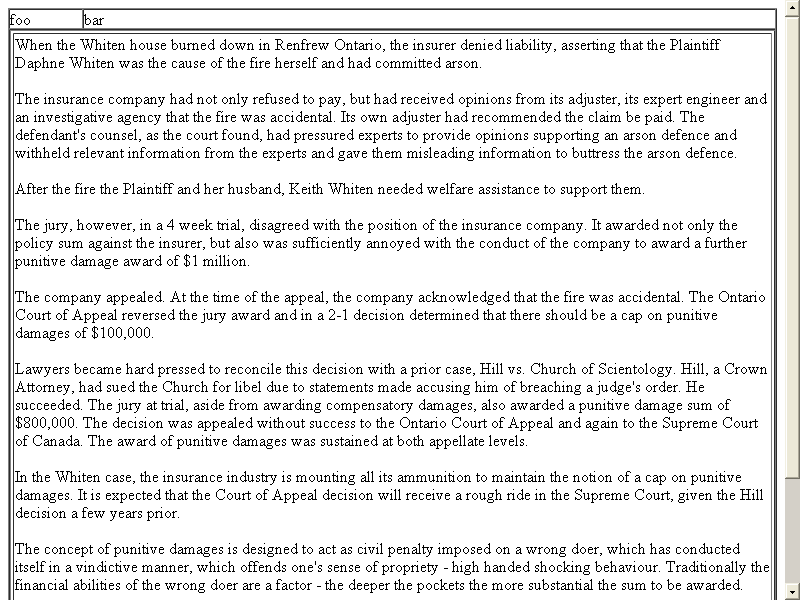 foo bar
When the Whiten house burned down in Renfrew Ontario, the insurer denied liability, asserting that the Plaintiff
Daphne Whiten was the cause of the fire herself and had committed arson.
The insurance company had not only refused to pay, but had received opinions from its adjuster, its expert engineer and
an investigative agency that the fire was accidental. Its own adjuster had recommended the claim be paid. The
defendant's counsel, as the court found, had pressured experts to provide opinions supporting an arson defence and
withheld relevant information from the experts and gave them misleading information to buttress the arson defence.
After the fire the Plaintiff and her husband, Keith Whiten needed welfare assistance to support them.
The jury, however, in a 4 week trial, disagreed with the position of the insurance company. It awarded not only the
policy sum against the insurer, but also was sufficiently annoyed with the conduct of the company to award a further
punitive damage award of $1 million.
The company appealed. At the time of the appeal, the company acknowledged that the fire was accidental. The Ontario
Court of Appeal reversed the jury award and in a 2-1 decision determined that there should be a cap on punitive
damages of $100,000.
Lawyers became hard pressed to reconcile this decision with a prior case, Hill vs. Church of Scientology. Hill, a Crown
Attorney, had sued the Church for libel due to statements made accusing him of breaching a judge's order. He
succeeded. The jury at trial, aside from awarding compensatory damages, also awarded a punitive damage sum of
$800,000. The decision was appealed without success to the Ontario Court of Appeal and again to the Supreme Court
of Canada. The award of punitive damages was sustained at both appellate levels.
In the Whiten case, the insurance industry is mounting all its ammunition to maintain the notion of a cap on punitive
damages. It is expected that the Court of Appeal decision will receive a rough ride in the Supreme Court, given the Hill
decision a few years prior.
The concept of punitive damages is designed to act as civil penalty imposed on a wrong doer, which has conducted
itself in a vindictive manner, which offends one's sense of propriety - high handed shocking behaviour. Traditionally the
financial abilities of the wrong doer are a factor - the deeper the pockets the more substantial the sum to be awarded.